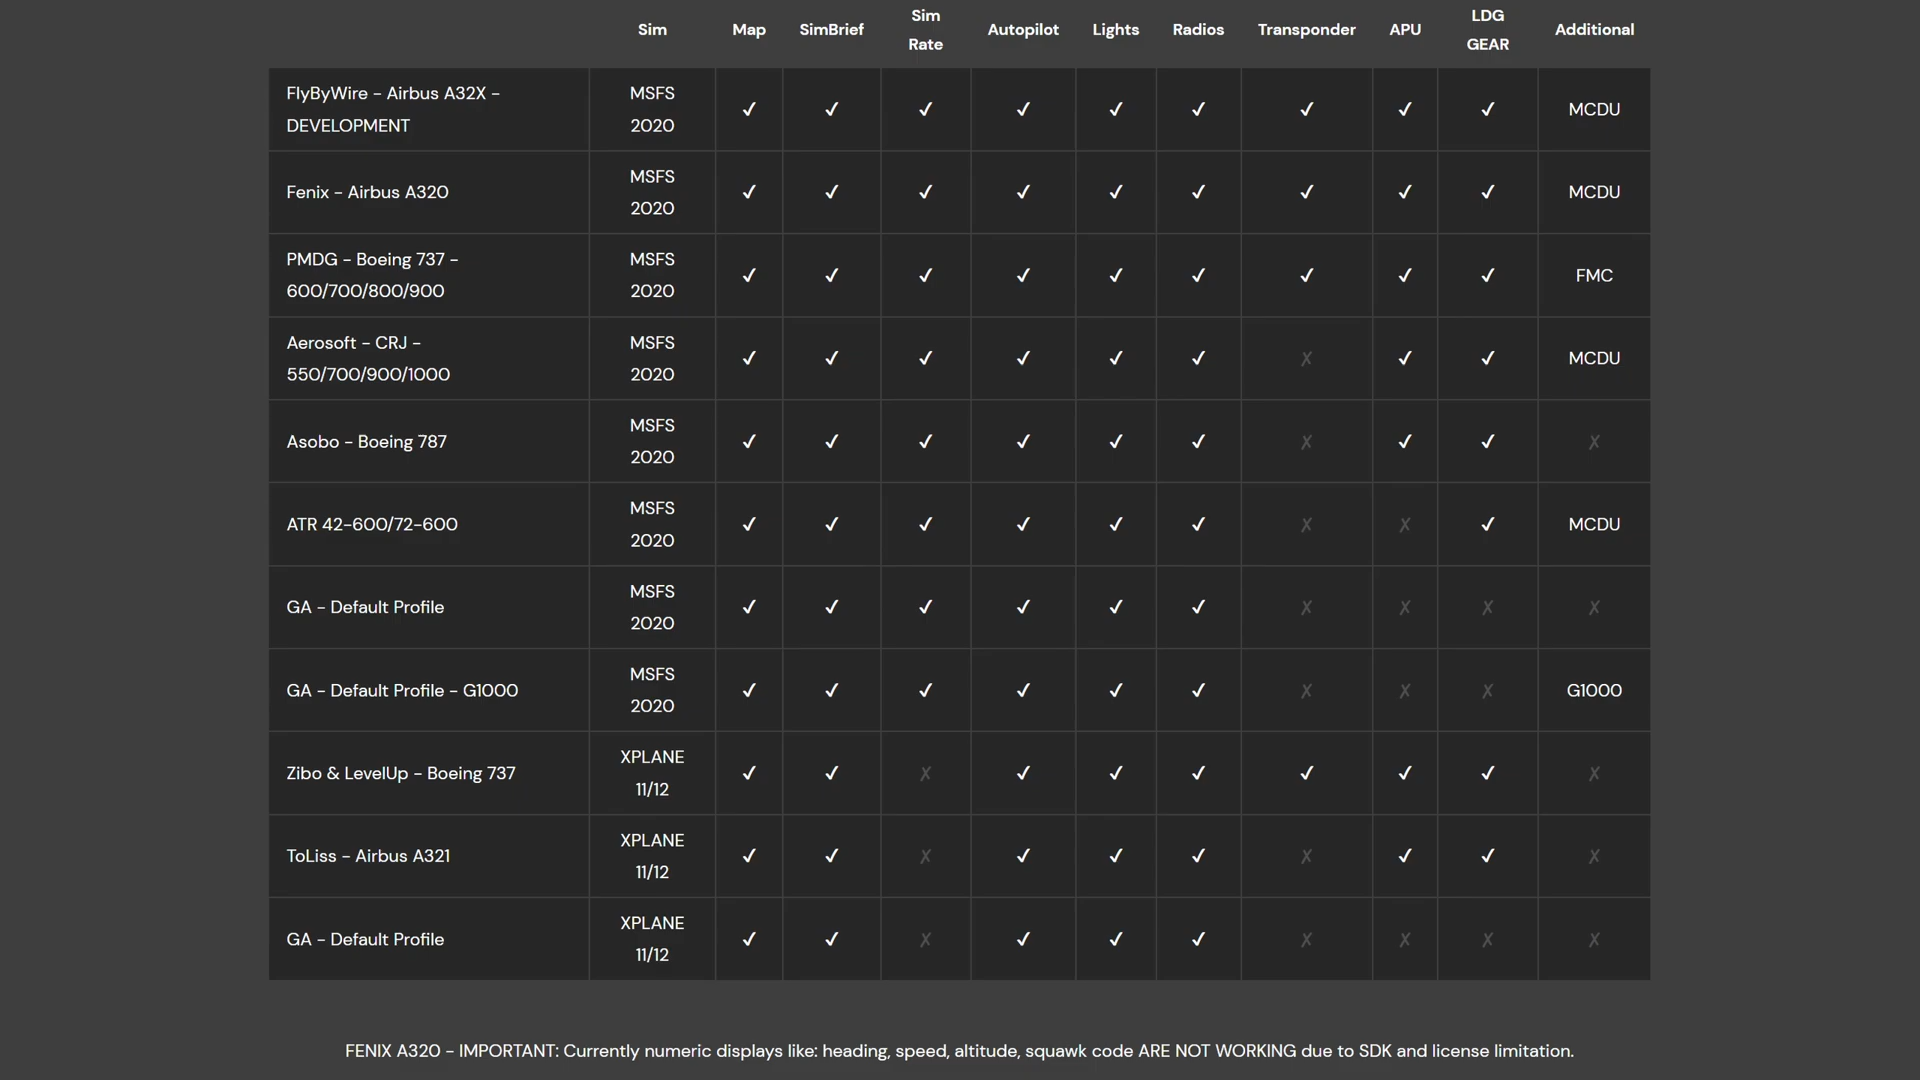 Sim Map SimBrief Sim Rate Autopilot Lights Radios Transponder APU LDG GEAR Additional
FlyByWire - Airbus A32X - DEVELOPMENT MSFS 2020 ✓ ✓ ✓ ✓ ✓ ✓ ✓ ✓ ✓ MCDU
Fenix - Airbus A320 MSFS 2020 ✓ ✓ ✓ ✓ ✓ ✓ ✓ ✓ ✓ MCDU
PMDG - Boeing 737 - 600/700/800/900 MSFS 2020 ✓ ✓ ✓ ✓ ✓ ✓ ✓ ✓ ✓ FMC
Aerosoft - CRJ - 550/700/900/1000 MSFS 2020 ✓ ✓ ✓ ✓ ✓ ✓ ✗ ✓ ✓ MCDU
Asobo - Boeing 787 MSFS 2020 ✓ ✓ ✓ ✓ ✓ ✓ ✗ ✓ ✓ ✗
ATR 42-600/72-600 MSFS 2020 ✓ ✓ ✓ ✓ ✓ ✓ ✗ ✗ ✓ MCDU
GA - Default Profile MSFS 2020 ✓ ✓ ✓ ✓ ✓ ✓ ✗ ✗ ✗ ✗
GA - Default Profile - G1000 MSFS 2020 ✓ ✓ ✓ ✓ ✓ ✓ ✗ ✗ ✗ G1000
Zibo & LevelUp - Boeing 737 XPLANE 11/12 ✓ ✓ ✗ ✓ ✓ ✓ ✓ ✓ ✓ ✗
ToLiss - Airbus A321 XPLANE 11/12 ✓ ✓ ✗ ✓ ✓ ✓ ✗ ✓ ✓ ✗
GA - Default Profile XPLANE 11/12 ✓ ✓ ✗ ✓ ✓ ✓ ✗ ✗ ✗ ✗
FENIX A320 - IMPORTANT: Currently numeric displays like: heading, speed, altitude, squawk code ARE NOT WORKING due to SDK and license limitation.